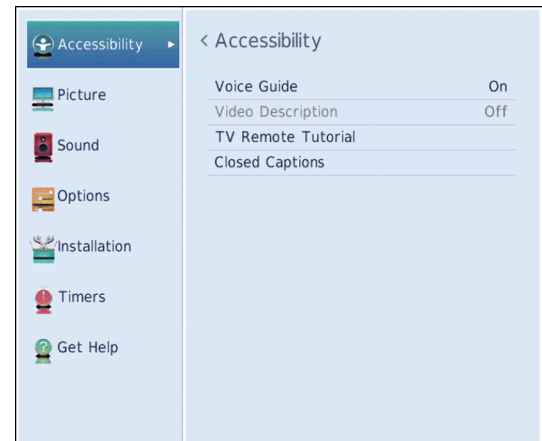 Accessibility
Picture
Sound
Options
Installation
Timers
Get Help
< Accessibility
Voice Guide On
Video Description Off
TV Remote Tutorial
Closed Captions